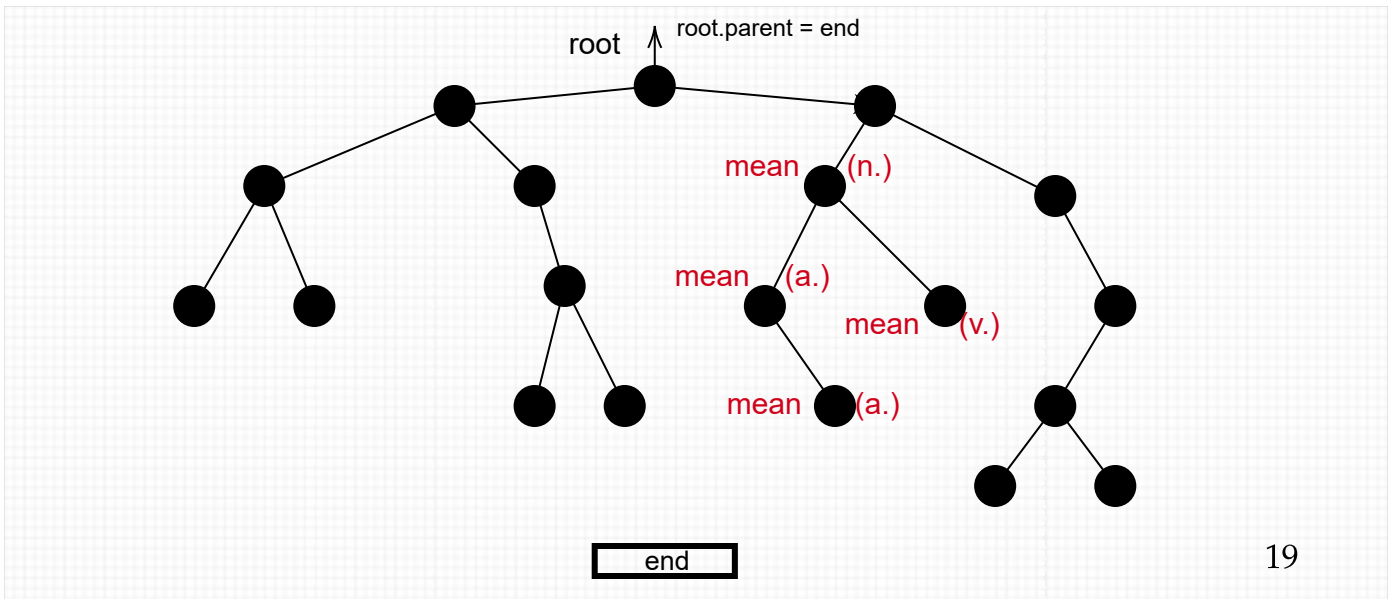 root.parent = end
root
mean (n.)
mean (a.)
mean (v.)
mean (a.)
end
19